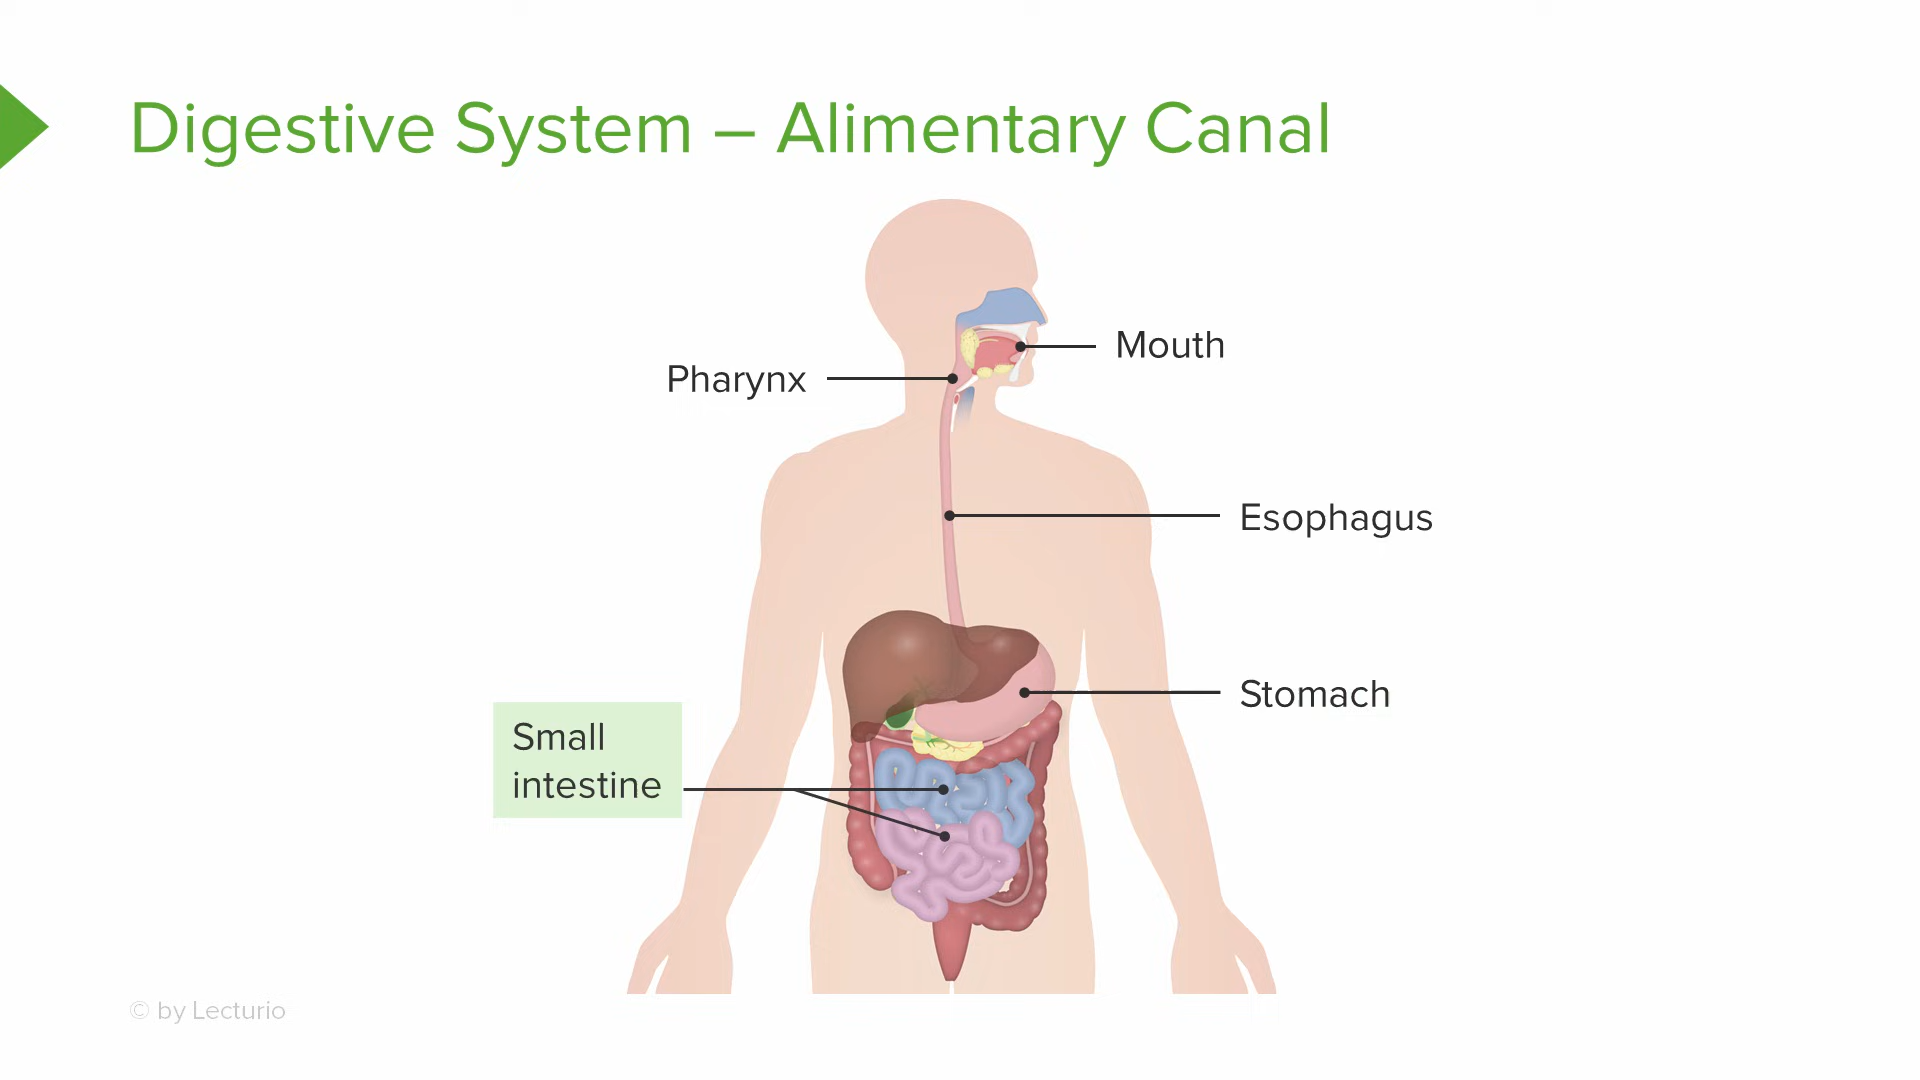 Digestive System – Alimentary Canal
Mouth
Pharynx
Esophagus
Stomach
Small
intestine
© by Lecturio